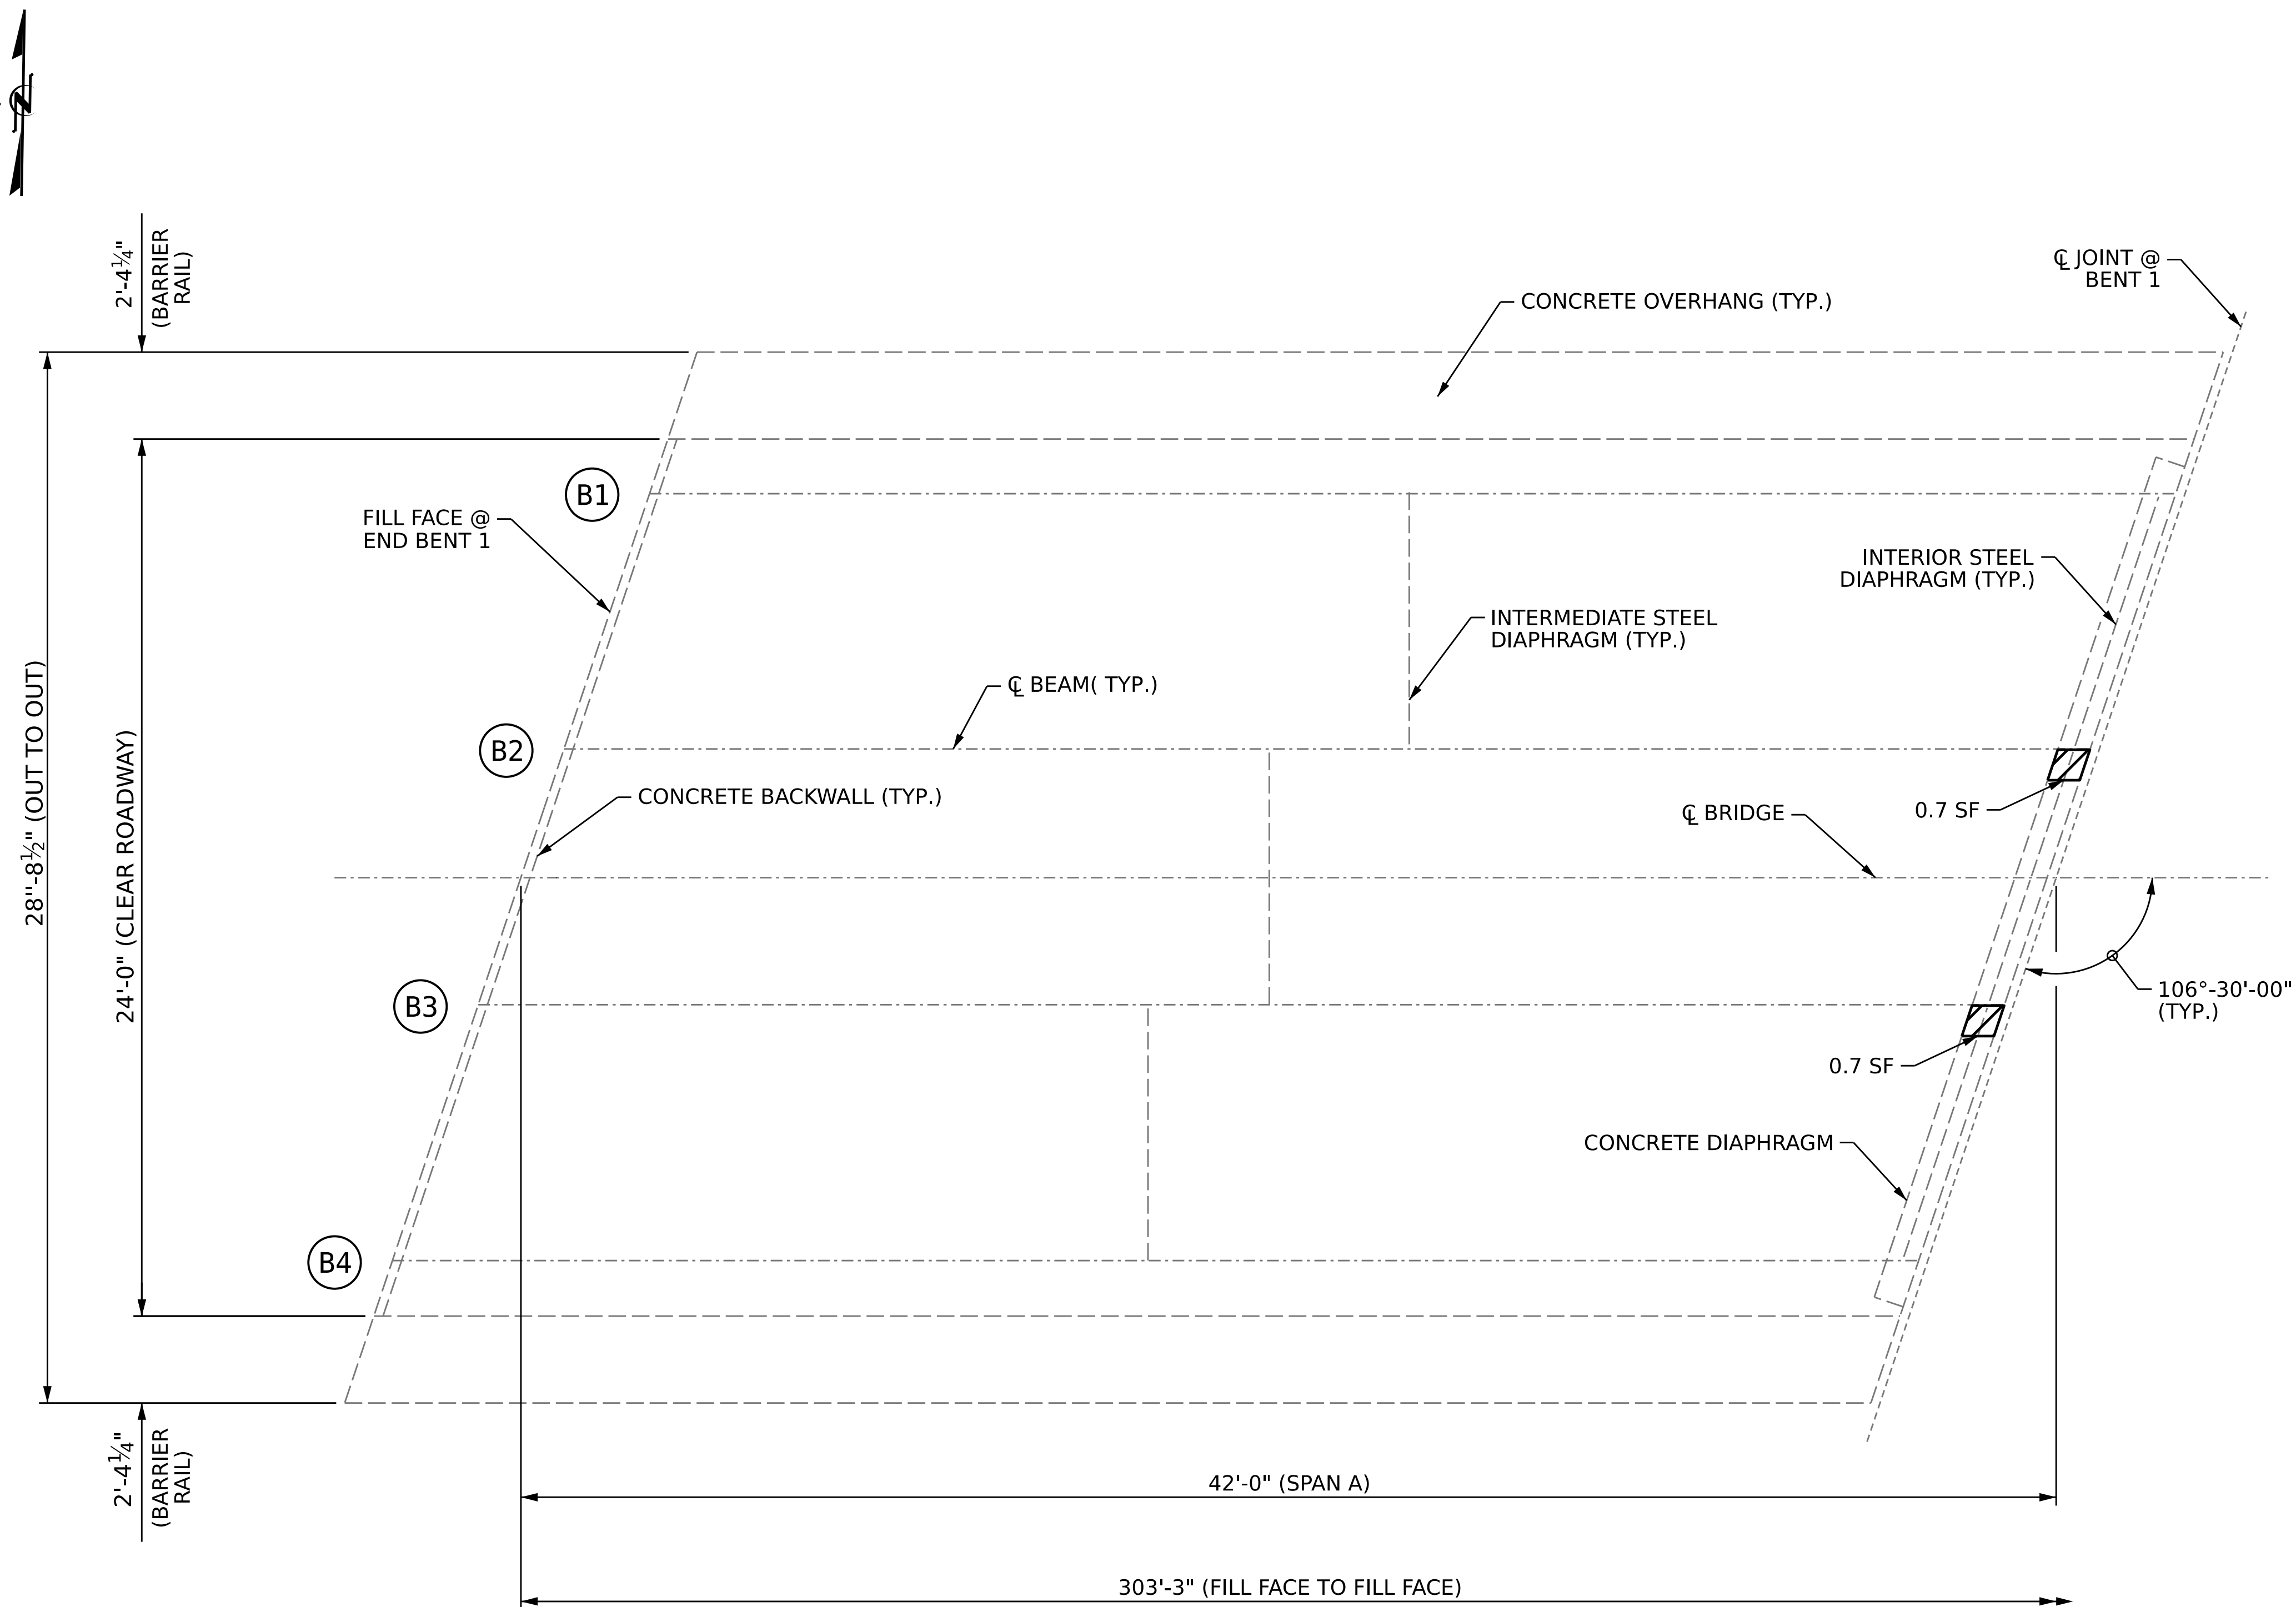 N
2'-4¼"
(BARRIER
RAIL)
℄ JOINT @
BENT 1
CONCRETE OVERHANG (TYP.)
B1
FILL FACE @
END BENT 1
INTERIOR STEEL
DIAPHRAGM (TYP.)
INTERMEDIATE STEEL
DIAPHRAGM (TYP.)
℄ BEAM( TYP.)
B2
CONCRETE BACKWALL (TYP.)
0.7 SF
℄ BRIDGE
28''-8½" (OUT TO OUT)
24'-0" (CLEAR ROADWAY)
B3
106°-30'-00"
(TYP.)
0.7 SF
CONCRETE DIAPHRAGM
B4
2'-4¼"
(BARRIER
RAIL)
42'-0" (SPAN A)
303'-3" (FILL FACE TO FILL FACE)